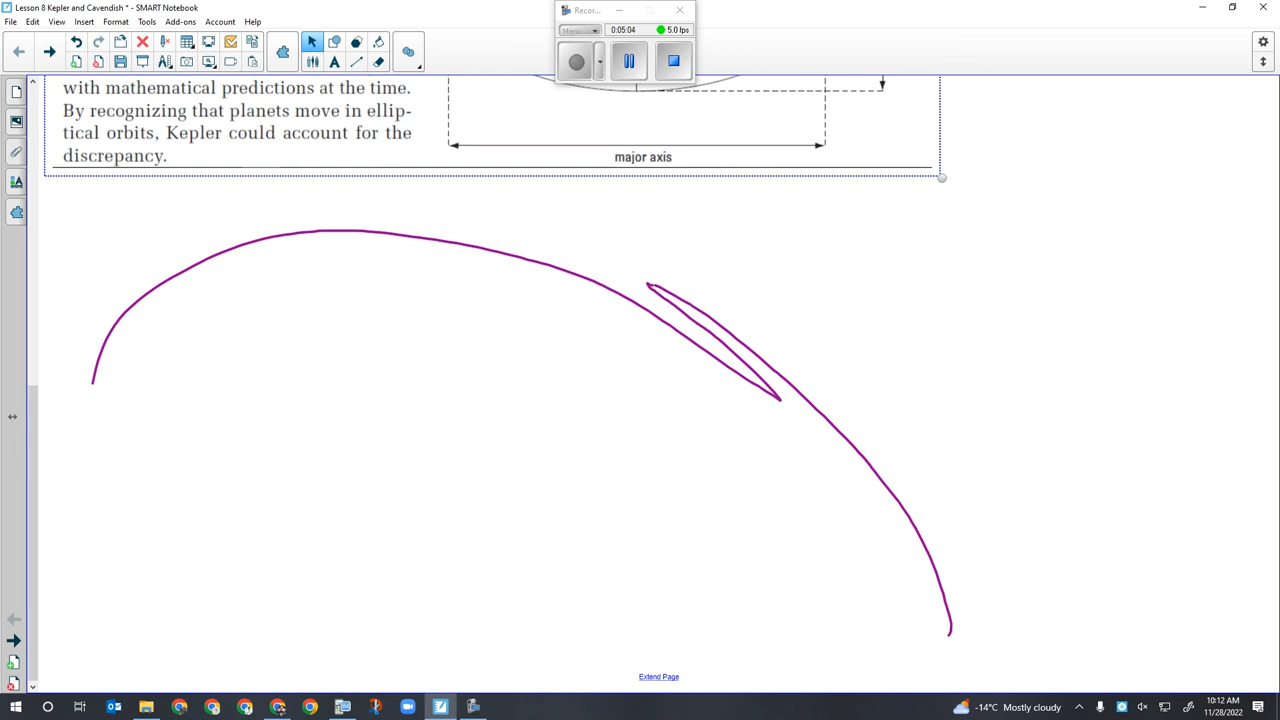 Lesson 8 Kepler and Cavendish * - SMART Notebook
Recor...
File Edit View Insert Format Tools Add-ons Account Help
Menu 0:05:04 5.0 fps
with mathematical predictions at the time.
By recognizing that planets move in ellip-
tical orbits, Kepler could account for the
discrepancy.
major axis
Extend Page
-14°C Mostly cloudy
10:12 AM
11/28/2022